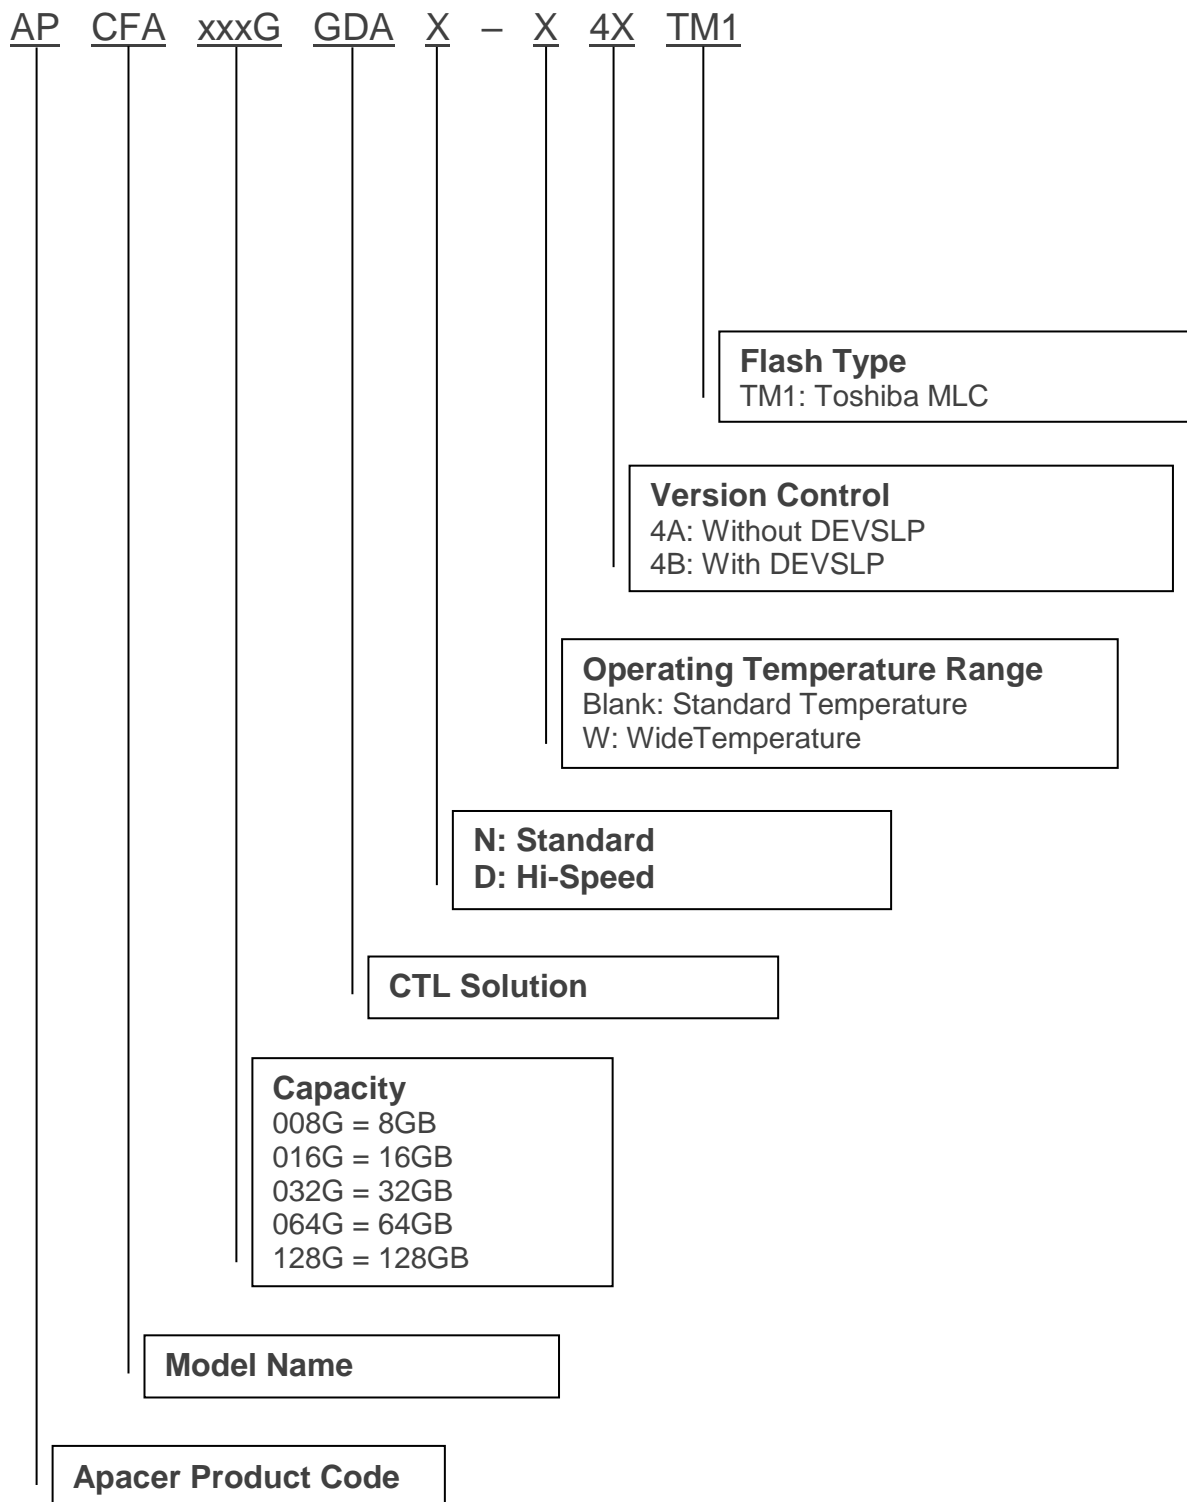 AP CFA xxxG GDA X – X 4X TM1
Flash Type
TM1: Toshiba MLC
Version Control
4A: Without DEVSLP
4B: With DEVSLP
Operating Temperature Range
Blank: Standard Temperature
W: WideTemperature
N: Standard
D: Hi-Speed
CTL Solution
Capacity
008G = 8GB
016G = 16GB
032G = 32GB
064G = 64GB
128G = 128GB
Model Name
Apacer Product Code